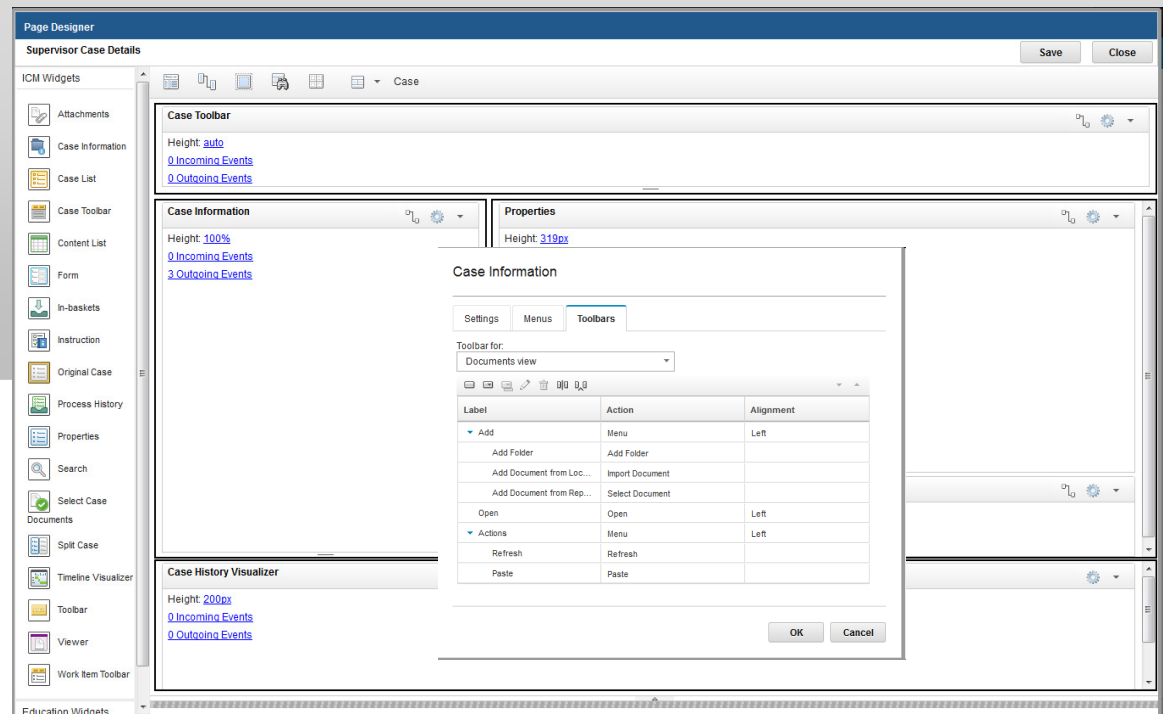 Page Designer
Supervisor Case Details
Save
Close
ICM Widgets
Case
Attachments
Case Information
Case List
Case Toolbar
Content List
Form
In-baskets
Instruction
Original Case
Process History
Properties
Search
Select Case
Documents
Split Case
Timeline Visualizer
Toolbar
Viewer
Work Item Toolbar
Education Widgets
Case Toolbar
Height: auto
0 Incoming Events
0 Outgoing Events
Case Information
Height: 100%
0 Incoming Events
3 Outgoing Events
Properties
Height: 319px
Case Information
Settings
Menus
Toolbars
Toolbar for:
Documents view
Label Action Alignment
Add Menu Left
Add Folder Add Folder
Add Document from Loc... Import Document
Add Document from Rep... Select Document
Open Open Left
Actions Menu Left
Refresh Refresh
Paste Paste
OK
Cancel
Case History Visualizer
Height: 200px
0 Incoming Events
0 Outgoing Events